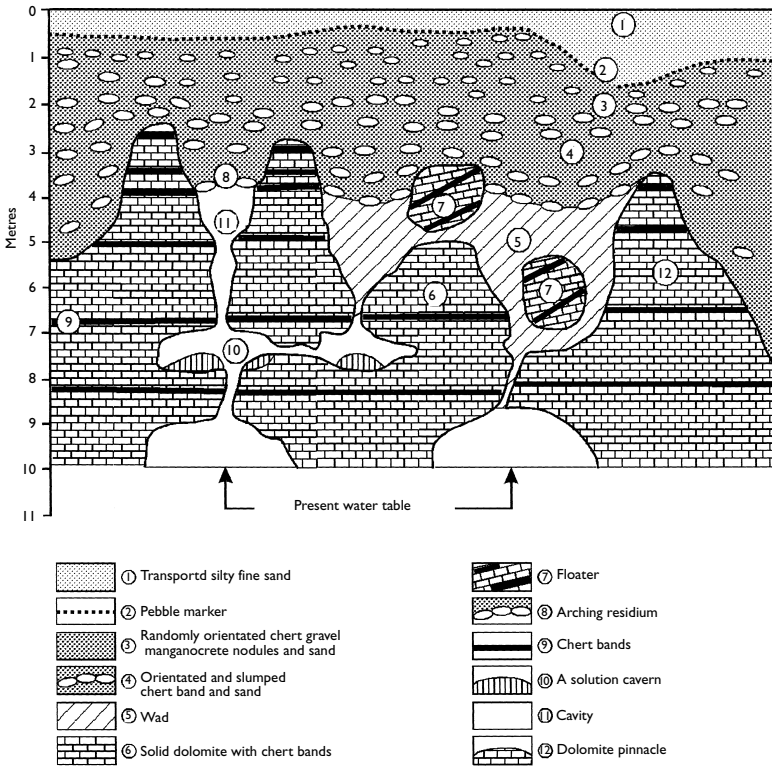 0
1
2
3
4
5
6
7
8
9
10
11
Metres
1
2
3
4
8
7
11
5
12
7
6
9
10
Present water table
1 Transportd silty fine sand
2 Pebble marker
3 Randomly orientated chert gravel
manganocrete nodules and sand
4 Orientated and slumped
chert band and sand
5 Wad
6 Solid dolomite with chert bands
7 Floater
8 Arching residium
9 Chert bands
10 A solution cavern
11 Cavity
12 Dolomite pinnacle